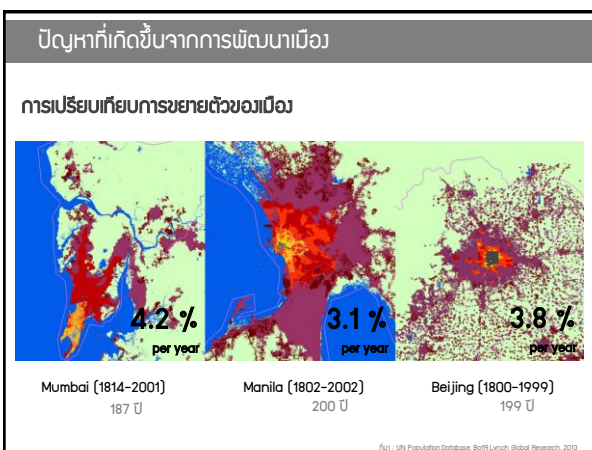 ปัญหาที่เกิดขึ้นจากการพัฒนาเมือง
การเปรียบเทียบการขยายตัวของเมือง
4.2 %
per year
3.1 %
per year
3.8 %
per year
Mumbai (1814-2001)
187 ปี
Manila (1802-2002)
200 ปี
Beijing (1800-1999)
199 ปี
ที่มา : UN Population Database, BofA Lynch Global Research, 2013